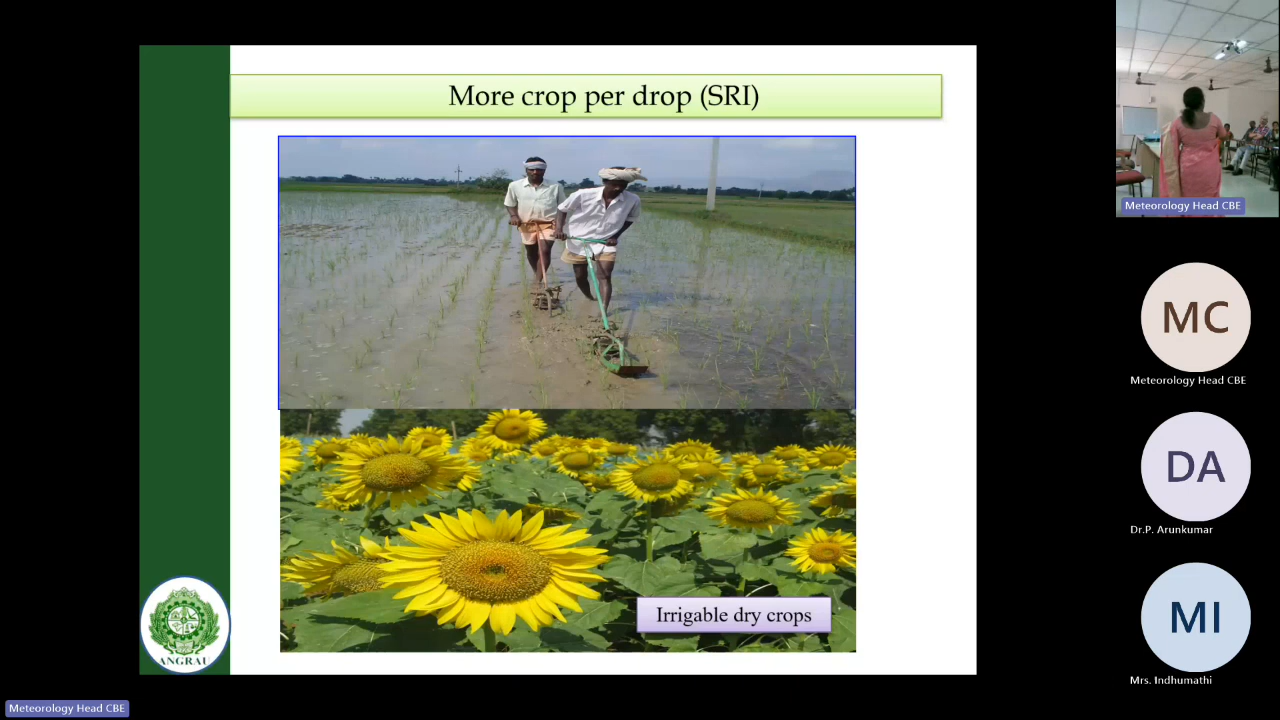 More crop per drop (SRI)
Irrigable dry crops
ANGRAU
Meteorology Head CBE
MC
Meteorology Head CBE
DA
Dr.P. Arunkumar
MI
Mrs. Indhumathi
Meteorology Head CBE